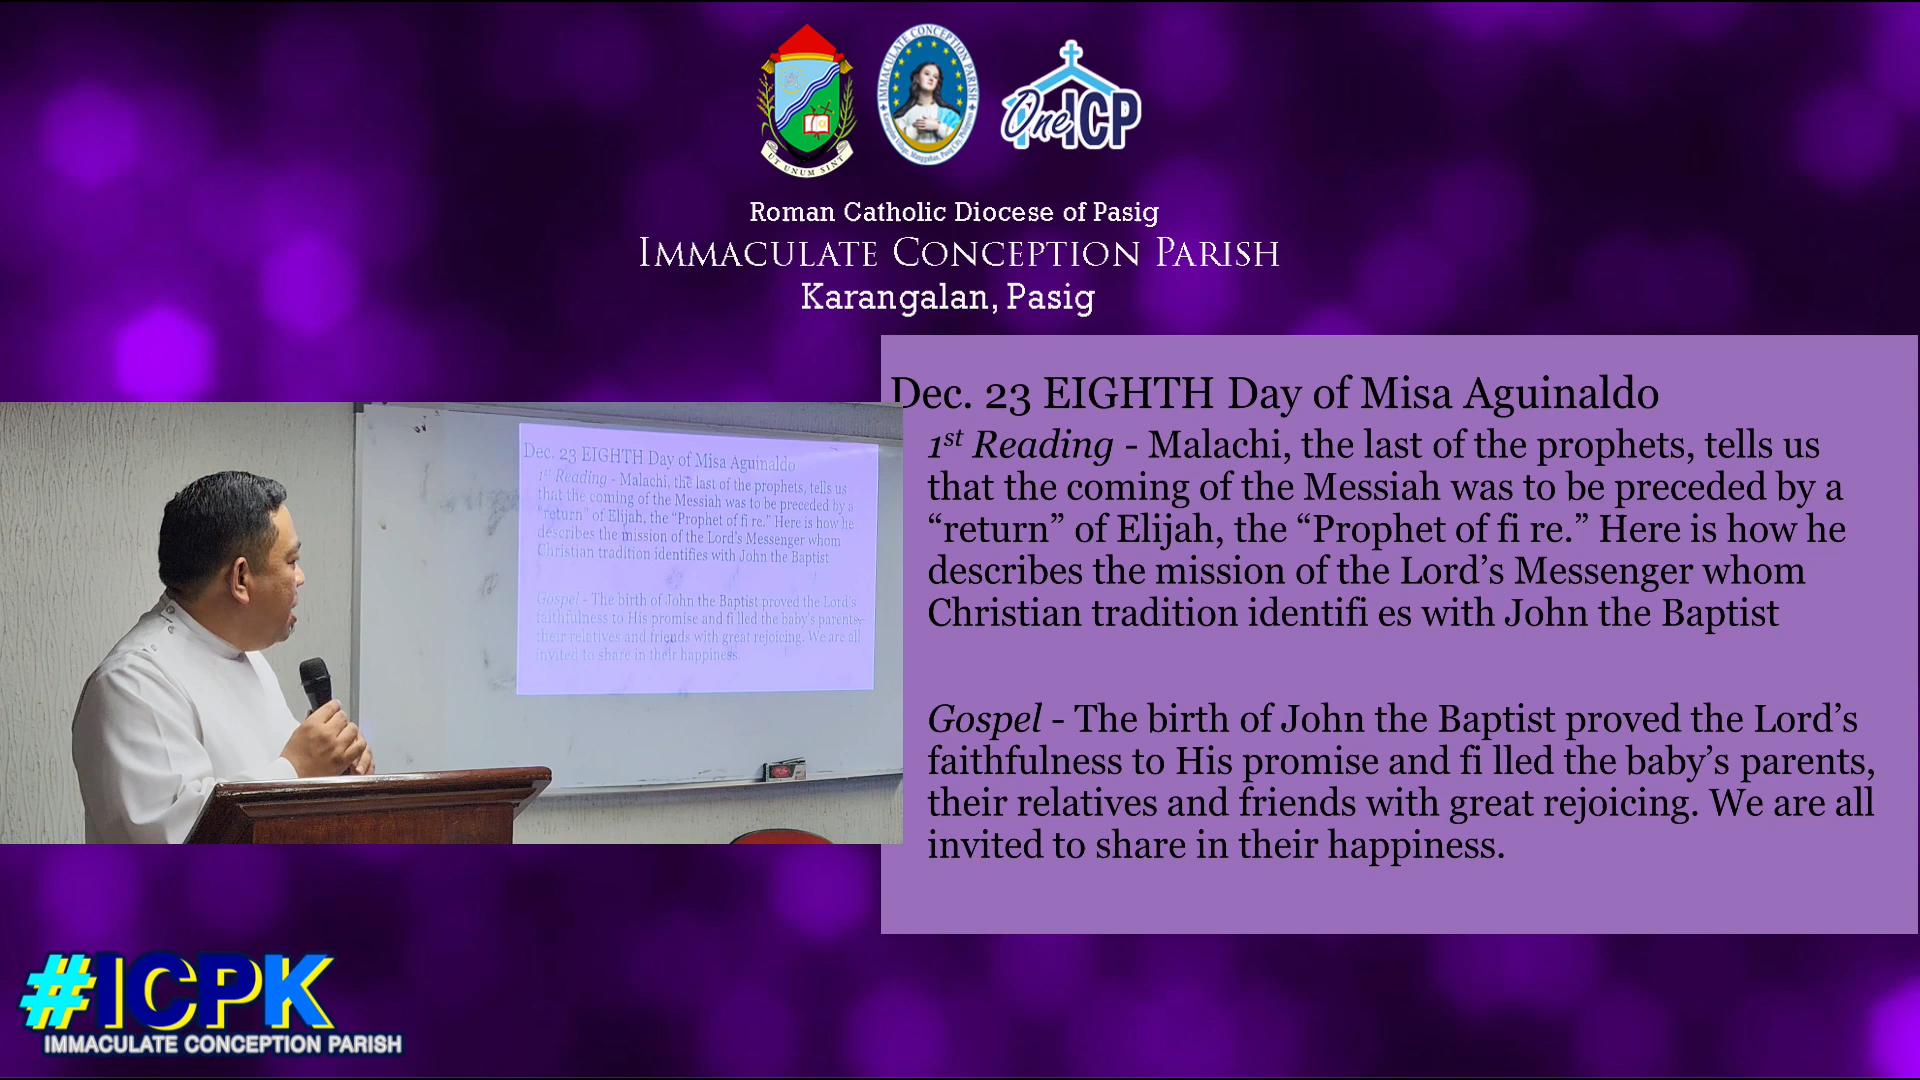 UT UNUM SINT
IMMACULATE CONCEPTION PARISH
Karangalan Village, Manggahan, Pasig City, Philippines
One ICP
Roman Catholic Diocese of Pasig
IMMACULATE CONCEPTION PARISH
Karangalan, Pasig
Dec. 23 EIGHTH Day of Misa Aguinaldo
1st Reading - Malachi, the last of the prophets, tells us
that the coming of the Messiah was to be preceded by a
“return” of Elijah, the “Prophet of fi re.” Here is how he
describes the mission of the Lord’s Messenger whom
Christian tradition identifi es with John the Baptist
Gospel - The birth of John the Baptist proved the Lord’s
faithfulness to His promise and fi lled the baby’s parents,
their relatives and friends with great rejoicing. We are all
invited to share in their happiness.
Dec. 23 EIGHTH Day of Misa Aguinaldo
1st Reading - Malachi, the last of the prophets, tells us
that the coming of the Messiah was to be preceded by a
“return” of Elijah, the “Prophet of fi re.” Here is how he
describes the mission of the Lord’s Messenger whom
Christian tradition identifies with John the Baptist
Gospel - The birth of John the Baptist proved the Lord’s
faithfulness to His promise and fi lled the baby’s parents,
their relatives and friends with great rejoicing. We are all
invited to share in their happiness.
#ICPK
IMMACULATE CONCEPTION PARISH